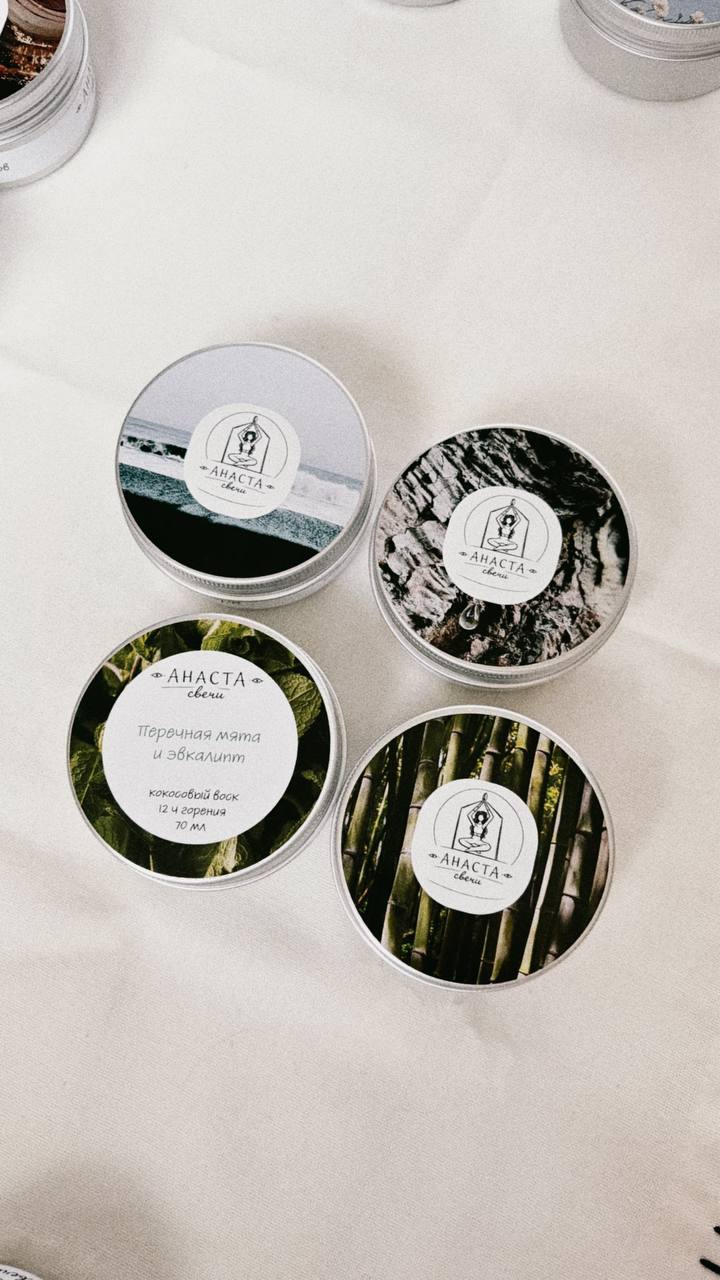 АНАСТА
свечи
АНАСТА
свечи
АНАСТА
свечи
Перечная мята
и эвкалипт
кокосовый воск
12 ч горения
70 мл
АНАСТА
свечи